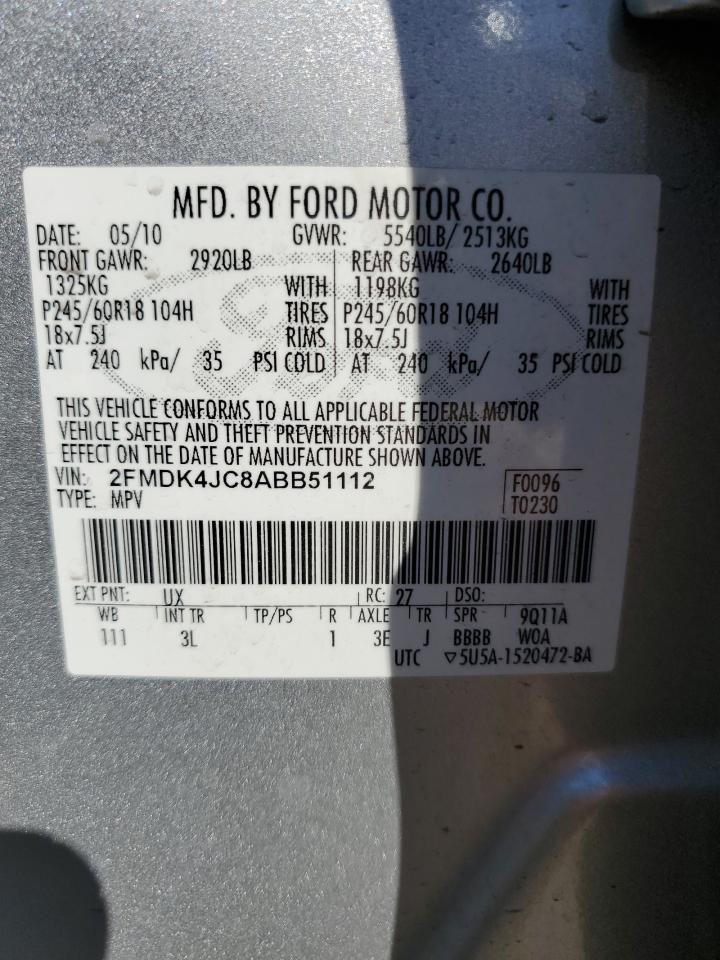 MFD. BY FORD MOTOR CO.
DATE: 05/10 GVWR: 5540LB/ 2513KG
FRONT GAWR: 2920LB REAR GAWR: 2640LB
1325KG WITH 1198KG WITH
P245/60R18 104H TIRES P245/60R18 104H TIRES
18x7.5J RIMS 18x7.5J RIMS
AT 240 kPa/ 35 PSI COLD AT 240 kPa/ 35 PSI COLD
THIS VEHICLE CONFORMS TO ALL APPLICABLE FEDERAL MOTOR
VEHICLE SAFETY AND THEFT PREVENTION STANDARDS IN
EFFECT ON THE DATE OF MANUFACTURE SHOWN ABOVE.
VIN: 2FMDK4JC8ABB51112 F0096
TYPE: MPV T0230
EXT PNT: UX RC: 27 DSO:
WB INT TR TP/PS R AXLE TR SPR 9Q11A
111 3L 1 3E J BBBB WOA
UTC ▽5U5A-1520472-BA